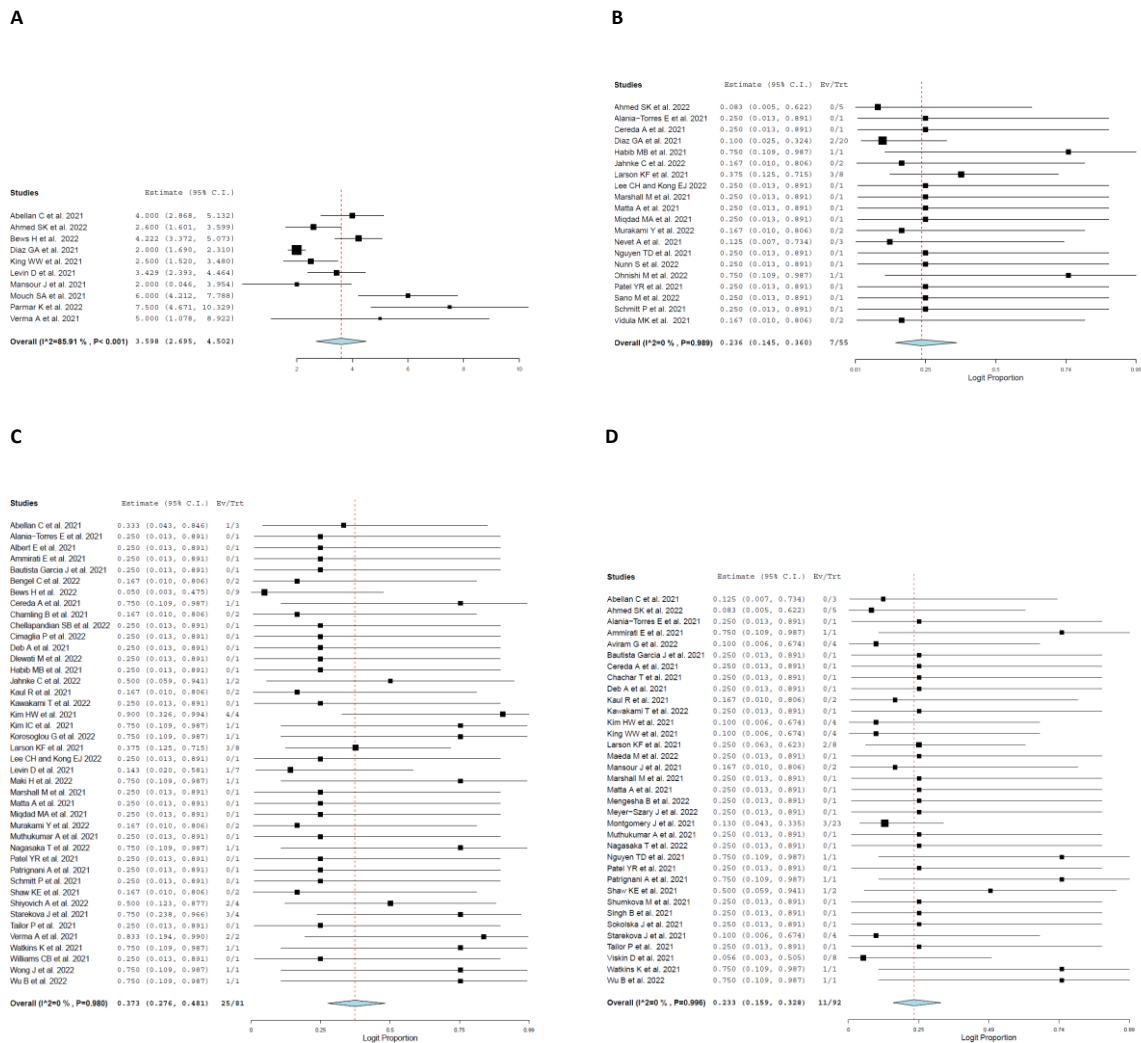 A
Studies Estimate (95% C.I.)
Abellan C et al. 2021 4.000 (2.868, 5.132)
Ahmed SK et al. 2022 2.600 (1.601, 3.599)
Bews H et al. 2022 4.222 (3.372, 5.073)
Diaz GA et al. 2021 2.000 (1.690, 2.310)
King WW et al. 2021 2.500 (1.520, 3.480)
Levin D et al. 2021 3.429 (2.393, 4.464)
Mansour J et al. 2021 2.000 (0.046, 3.954)
Mouch SA et al. 2021 6.000 (4.212, 7.788)
Parmar K et al. 2022 7.500 (4.671, 10.329)
Verma A et al. 2021 5.000 (1.078, 8.922)
Overall (I^2=85.91 % , P< 0.001) 3.598 (2.695, 4.502)
2 4 6 8 10
B
Studies Estimate (95% C.I.) Ev/Trt
Ahmed SK et al. 2022 0.083 (0.005, 0.622) 0/5
Alania-Torres E et al. 2021 0.250 (0.013, 0.891) 0/1
Cereda A et al. 2021 0.250 (0.013, 0.891) 0/1
Diaz GA et al. 2021 0.100 (0.025, 0.324) 2/20
Habib MB et al. 2021 0.750 (0.109, 0.987) 1/1
Jahnke C et al. 2022 0.167 (0.010, 0.806) 0/2
Larson KF et al. 2021 0.375 (0.125, 0.715) 3/8
Lee CH and Kong EJ 2022 0.250 (0.013, 0.891) 0/1
Marshall M et al. 2021 0.250 (0.013, 0.891) 0/1
Matta A et al. 2021 0.250 (0.013, 0.891) 0/1
Miqdad MA et al. 2021 0.250 (0.013, 0.891) 0/1
Murakami Y et al. 2022 0.167 (0.010, 0.806) 0/2
Nevet A et al. 2021 0.125 (0.007, 0.734) 0/3
Nguyen TD et al. 2021 0.250 (0.013, 0.891) 0/1
Nunn S et al. 2022 0.250 (0.013, 0.891) 0/1
Ohnishi M et al. 2022 0.750 (0.109, 0.987) 1/1
Patel YR et al. 2021 0.250 (0.013, 0.891) 0/1
Sano M et al. 2022 0.250 (0.013, 0.891) 0/1
Schmitt P et al. 2021 0.250 (0.013, 0.891) 0/1
Vidula MK et al. 2021 0.167 (0.010, 0.806) 0/2
Overall (I^2=0 % , P=0.989) 0.236 (0.145, 0.360) 7/55
0.01 0.25 0.5 0.74 0.99
Logit Proportion
C
Studies Estimate (95% C.I.) Ev/Trt
Abellan C et al. 2021 0.333 (0.043, 0.846) 1/3
Alania-Torres E et al. 2021 0.250 (0.013, 0.891) 0/1
Albert E et al. 2021 0.250 (0.013, 0.891) 0/1
Ammirati E et al. 2021 0.250 (0.013, 0.891) 0/1
Bautista Garcia J et al. 2021 0.250 (0.013, 0.891) 0/1
Bengel C et al. 2022 0.167 (0.010, 0.806) 0/2
Bews H et al. 2022 0.050 (0.003, 0.475) 0/9
Cereda A et al. 2021 0.750 (0.109, 0.987) 1/1
Chamling B et al. 2021 0.167 (0.010, 0.806) 0/2
Chellapandian SB et al. 2022 0.250 (0.013, 0.891) 0/1
Cimaglia P et al. 2022 0.250 (0.013, 0.891) 0/1
Deb A et al. 2021 0.250 (0.013, 0.891) 0/1
Dlewati M et al. 2022 0.250 (0.013, 0.891) 0/1
Habib MB et al. 2021 0.250 (0.013, 0.891) 0/1
Jahnke C et al. 2022 0.500 (0.059, 0.941) 1/2
Kaul R et al. 2021 0.167 (0.010, 0.806) 0/2
Kawakami T et al. 2022 0.250 (0.013, 0.891) 0/1
Kim HW et al. 2021 0.900 (0.326, 0.994) 4/4
Kim IC et al. 2021 0.750 (0.109, 0.987) 1/1
Korosoglou G et al. 2021 0.750 (0.109, 0.987) 1/1
Larson KF et al. 2021 0.375 (0.125, 0.715) 3/8
Lee CH and Kong EJ 2022 0.250 (0.013, 0.891) 0/1
Levin D et al. 2021 0.143 (0.020, 0.581) 1/7
Maki H et al. 2022 0.750 (0.109, 0.987) 1/1
Marshall M et al. 2021 0.250 (0.013, 0.891) 0/1
Matta A et al. 2021 0.250 (0.013, 0.891) 0/1
Miqdad MA et al. 2021 0.250 (0.013, 0.891) 0/1
Murakami Y et al. 2022 0.167 (0.010, 0.806) 0/2
Muthukumar A et al. 2021 0.250 (0.013, 0.891) 0/1
Nagasaka T et al. 2022 0.750 (0.109, 0.987) 1/1
Patel YR et al. 2021 0.250 (0.013, 0.891) 0/1
Patrignani A et al. 2021 0.250 (0.013, 0.891) 0/1
Schmitt P et al. 2021 0.250 (0.013, 0.891) 0/1
Shaw KE et al. 2021 0.167 (0.010, 0.806) 0/2
Shiyovich A et al. 2022 0.500 (0.123, 0.877) 2/4
Starekova J et al. 2021 0.750 (0.238, 0.966) 3/4
Tailor P et al. 2021 0.250 (0.013, 0.891) 0/1
Verma A et al. 2021 0.833 (0.194, 0.990) 2/2
Watkins K et al. 2021 0.750 (0.109, 0.987) 1/1
Williams CB et al. 2021 0.250 (0.013, 0.891) 0/1
Wong J et al. 2022 0.750 (0.109, 0.987) 1/1
Wu B et al. 2022 0.750 (0.109, 0.987) 1/1
Overall (I^2=0 % , P=0.980) 0.373 (0.276, 0.481) 25/81
0 0.25 0.5 0.75 0.99
Logit Proportion
D
Studies Estimate (95% C.I.) Ev/Trt
Abellan C et al. 2021 0.125 (0.007, 0.734) 0/3
Ahmed SK et al. 2022 0.083 (0.005, 0.622) 0/5
Alania-Torres E et al. 2021 0.250 (0.013, 0.891) 0/1
Ammirati E et al. 2021 0.750 (0.109, 0.987) 1/1
Aviram G et al. 2022 0.100 (0.006, 0.674) 0/4
Bautista Garcia J et al. 2021 0.250 (0.013, 0.891) 0/1
Cereda A et al. 2021 0.250 (0.013, 0.891) 0/1
Chachar T et al. 2021 0.250 (0.013, 0.891) 0/1
Deb A et al. 2021 0.250 (0.013, 0.891) 0/1
Kaul R et al. 2021 0.167 (0.010, 0.806) 0/2
Kawakami T et al. 2022 0.250 (0.013, 0.891) 0/1
Kim HW et al. 2021 0.100 (0.006, 0.674) 0/4
King WW et al. 2021 0.100 (0.006, 0.674) 0/4
Larson KF et al. 2021 0.250 (0.063, 0.623) 2/8
Maeda M et al. 2022 0.250 (0.013, 0.891) 0/1
Mansour J et al. 2021 0.167 (0.010, 0.806) 0/2
Marshall M et al. 2021 0.250 (0.013, 0.891) 0/1
Matta A et al. 2021 0.250 (0.013, 0.891) 0/1
Mengesha B et al. 2022 0.250 (0.013, 0.891) 0/1
Meyer-Szary J et al. 2022 0.250 (0.013, 0.891) 0/1
Montgomery J et al. 2021 0.130 (0.043, 0.335) 3/23
Muthukumar A et al. 2021 0.250 (0.013, 0.891) 0/1
Nagasaka T et al. 2022 0.250 (0.013, 0.891) 0/1
Nguyen TD et al. 2021 0.750 (0.109, 0.987) 1/1
Patel YR et al. 2021 0.250 (0.013, 0.891) 0/1
Patrignani A et al. 2021 0.750 (0.109, 0.987) 1/1
Shaw KE et al. 2021 0.500 (0.059, 0.941) 1/2
Shumkova M et al. 2021 0.250 (0.013, 0.891) 0/1
Singh B et al. 2021 0.250 (0.013, 0.891) 0/1
Sokolska J et al. 2021 0.250 (0.013, 0.891) 0/1
Starekova J et al. 2021 0.100 (0.006, 0.674) 0/4
Tailor P et al. 2021 0.250 (0.013, 0.891) 0/1
Viskin D et al. 2021 0.056 (0.003, 0.505) 0/8
Watkins K et al. 2021 0.750 (0.109, 0.987) 1/1
Wu B et al. 2022 0.750 (0.109, 0.987) 1/1
Overall (I^2=0 % , P=0.996) 0.233 (0.159, 0.328) 11/92
0 0.25 0.49 0.74 0.99
Logit Proportion